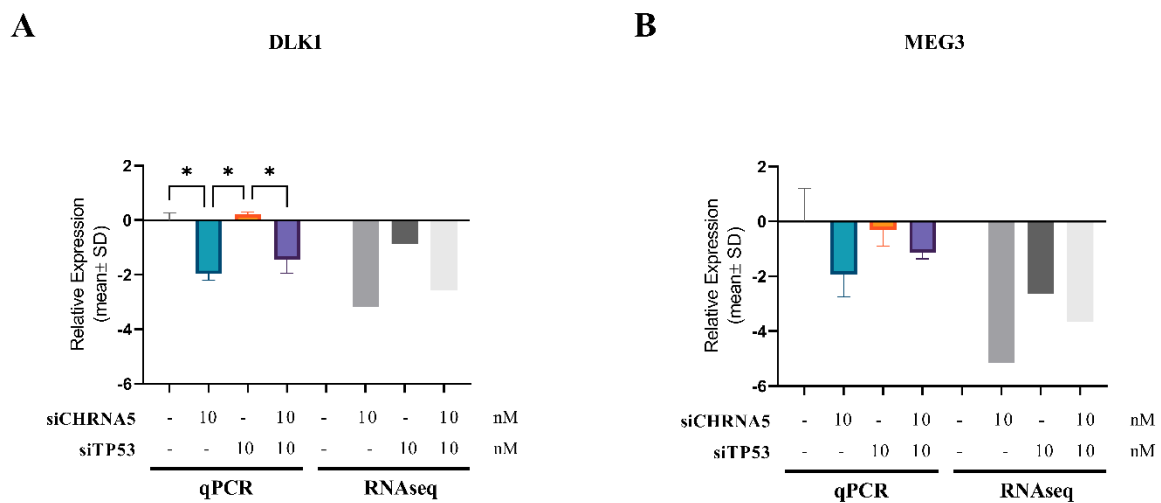 A
DLK1
Relative Expression
(mean± SD)
2
0
-2
-4
-6
* * *
siCHRNA5 - 10 - 10 - 10 - 10 nM
siTP53 - - 10 10 - - 10 10 nM
qPCR RNAseq
B
MEG3
Relative Expression
(mean± SD)
2
0
-2
-4
-6
siCHRNA5 - 10 - 10 - 10 - 10 nM
siTP53 - - 10 10 - - 10 10 nM
qPCR RNAseq